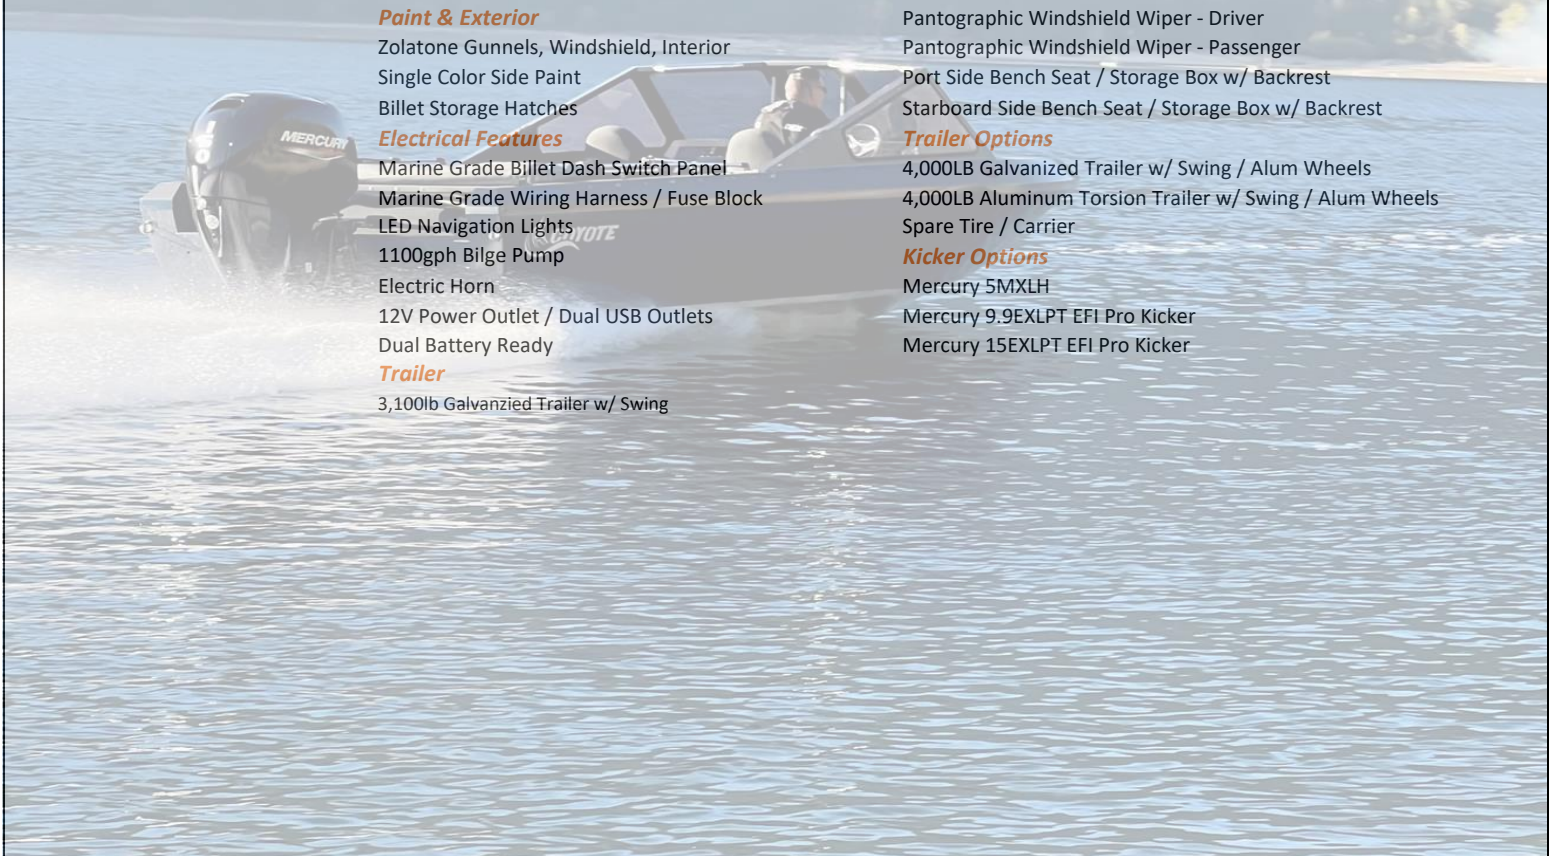 Paint & Exterior
Zolatone Gunnels, Windshield, Interior
Single Color Side Paint
Billet Storage Hatches
Electrical Features
Marine Grade Billet Dash Switch Panel
Marine Grade Wiring Harness / Fuse Block
LED Navigation Lights
1100gph Bilge Pump
Electric Horn
12V Power Outlet / Dual USB Outlets
Dual Battery Ready
Trailer
3,100lb Galvanzied Trailer w/ Swing
Pantographic Windshield Wiper - Driver
Pantographic Windshield Wiper - Passenger
Port Side Bench Seat / Storage Box w/ Backrest
Starboard Side Bench Seat / Storage Box w/ Backrest
Trailer Options
4,000LB Galvanized Trailer w/ Swing / Alum Wheels
4,000LB Aluminum Torsion Trailer w/ Swing / Alum Wheels
Spare Tire / Carrier
Kicker Options
Mercury 5MXLH
Mercury 9.9EXLPT EFI Pro Kicker
Mercury 15EXLPT EFI Pro Kicker
MERCURY
COYOTE